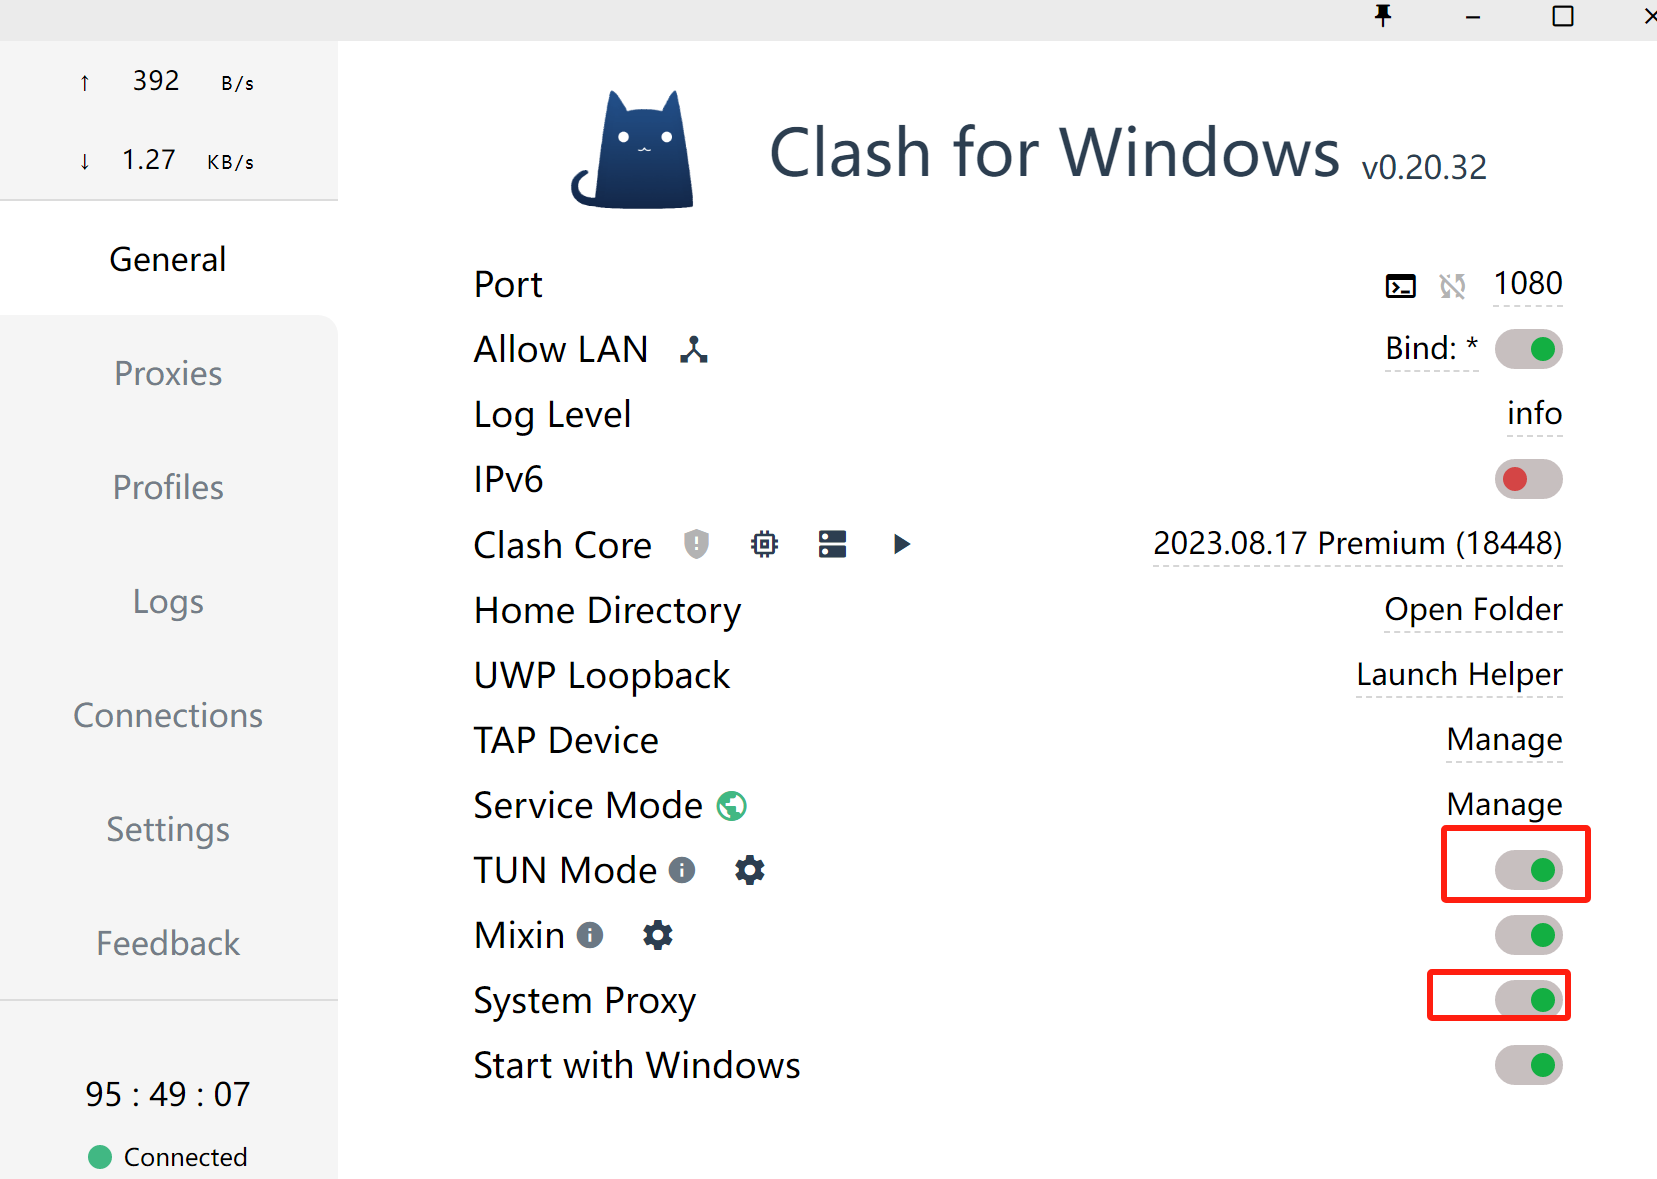 ↑ 392 B/s
↓ 1.27 KB/s
General
Proxies
Profiles
Logs
Connections
Settings
Feedback
95 : 49 : 07
Connected
Clash for Windows v0.20.32
Port 1080
Allow LAN Bind: *
Log Level info
IPv6
Clash Core 2023.08.17 Premium (18448)
Home Directory Open Folder
UWP Loopback Launch Helper
TAP Device Manage
Service Mode Manage
TUN Mode
Mixin
System Proxy
Start with Windows